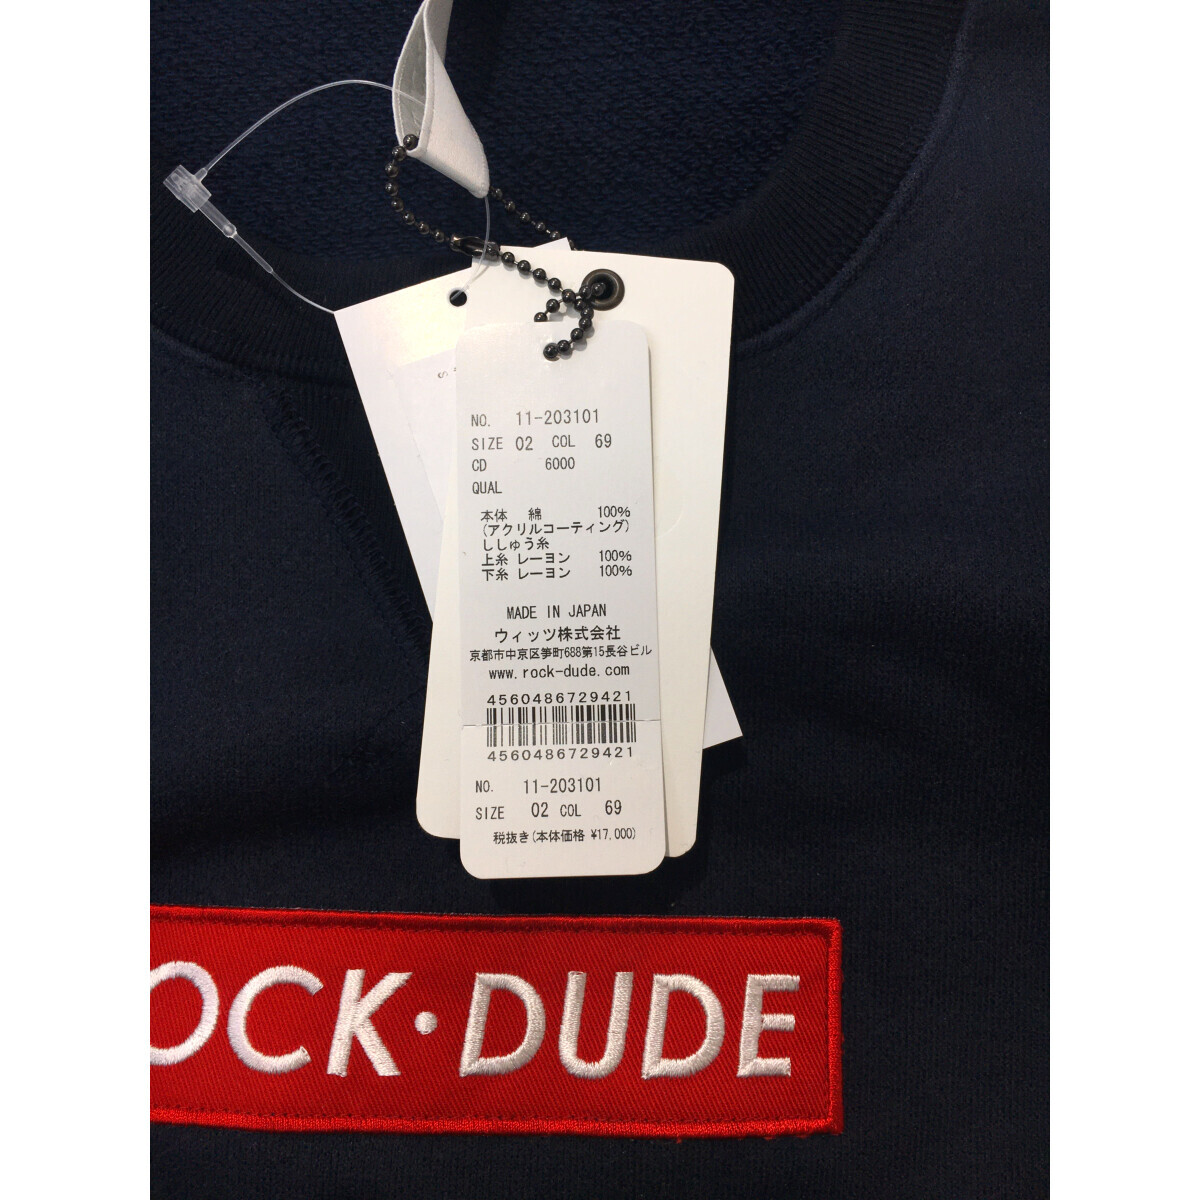 NO. 11-203101
SIZE 02 COL 69
CD 6000
QUAL
本体 綿 100%
(アクリルコーティング)
ししゅう糸
上糸 レーヨン 100%
下糸 レーヨン 100%
MADE IN JAPAN
ウィッツ株式会社
京都市中京区笋町688第15長谷ビル
www.rock-dude.com
4560486729421
4560486729421
NO. 11-203101
SIZE 02 COL 69
税抜き(本体価格 ¥17,000)
OCK·DUDE